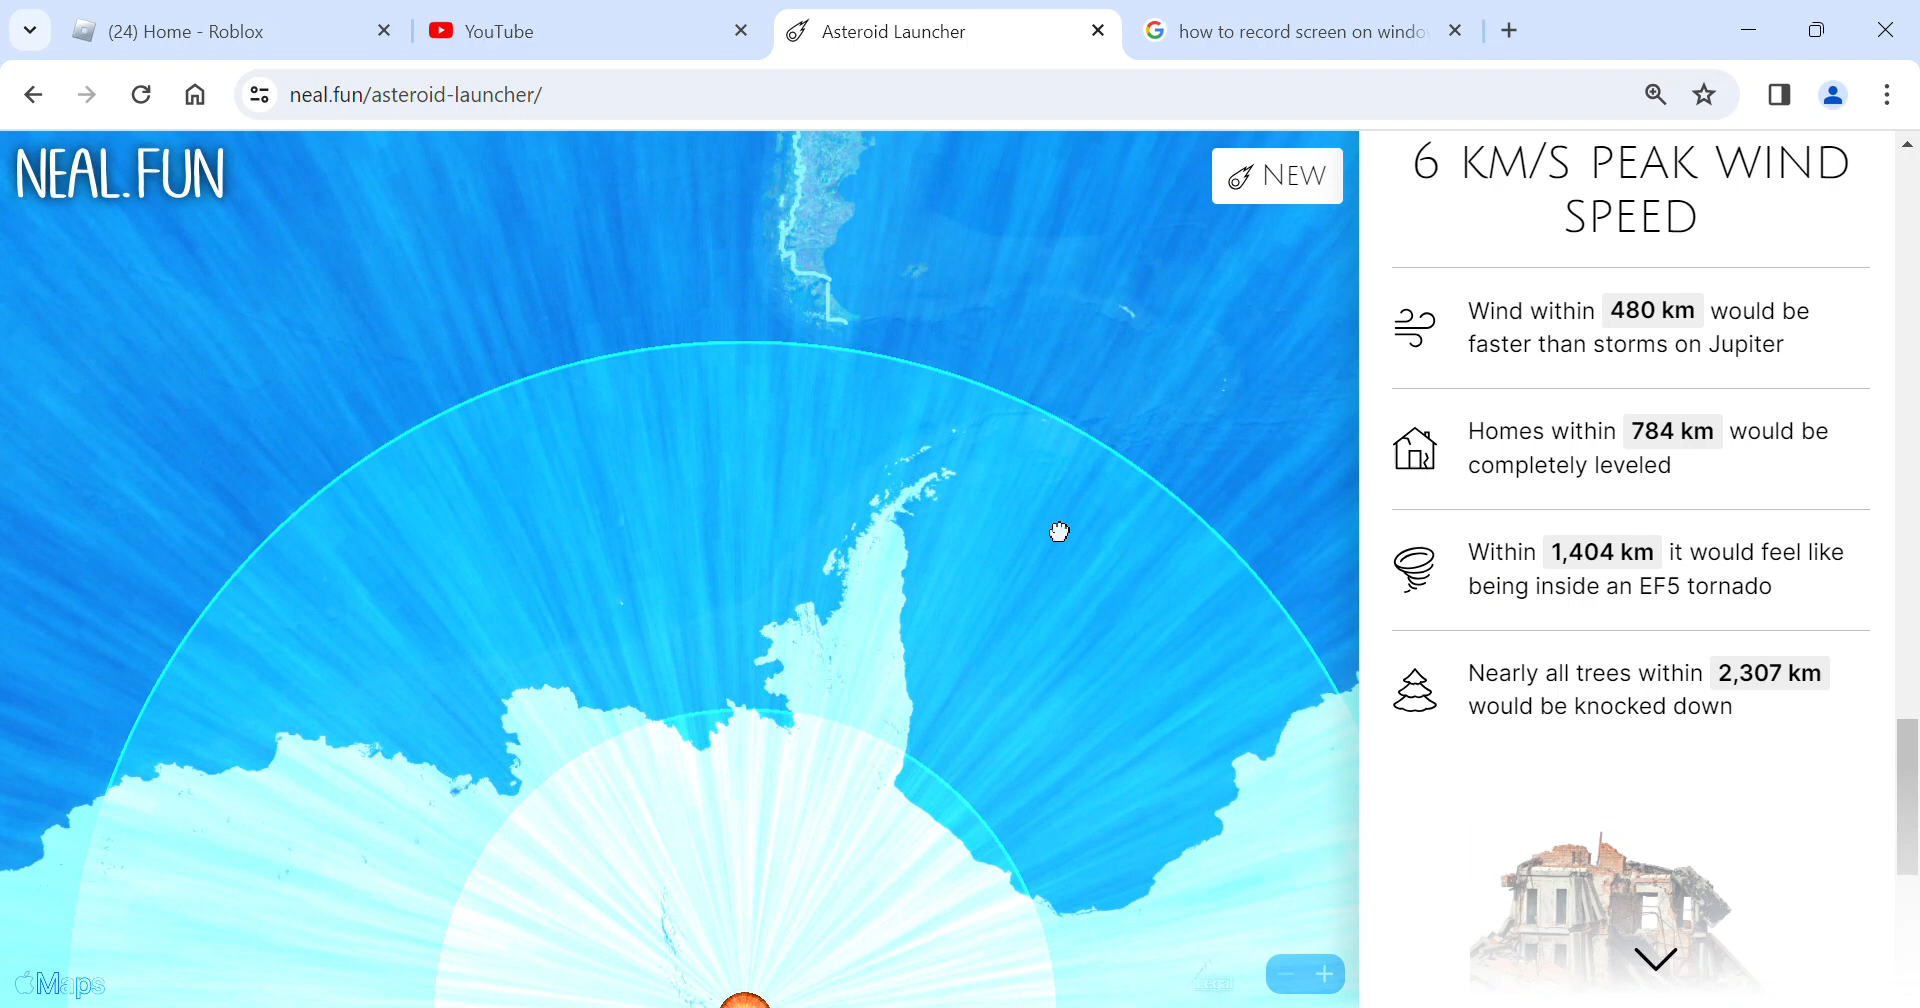 (24) Home - Roblox
YouTube
Asteroid Launcher
how to record screen on windo
neal.fun/asteroid-launcher/
NEAL.FUN
New
6 KM/S PEAK WIND
SPEED
Wind within 480 km would be
faster than storms on Jupiter
Homes within 784 km would be
completely leveled
Within 1,404 km it would feel like
being inside an EF5 tornado
Nearly all trees within 2,307 km
would be knocked down
Maps
Legal